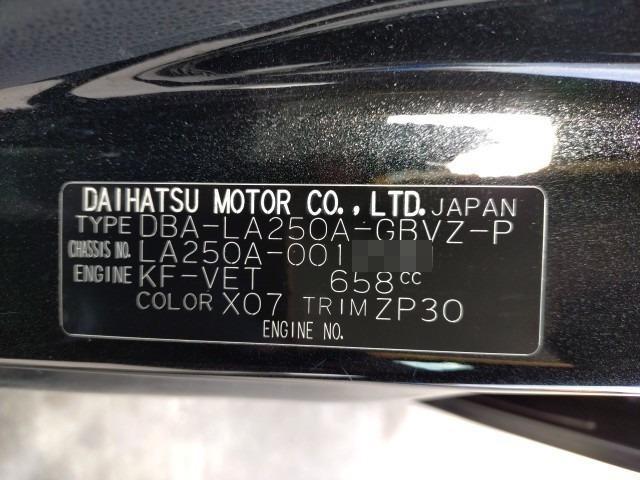 DAIHATSU MOTOR CO., LTD. JAPAN
TYPE DBA-LA250A-GBVZ-P
CHASSIS NO. LA250A-001
ENGINE KF-VET 658cc
COLOR X07 TRIM ZP30
ENGINE NO.